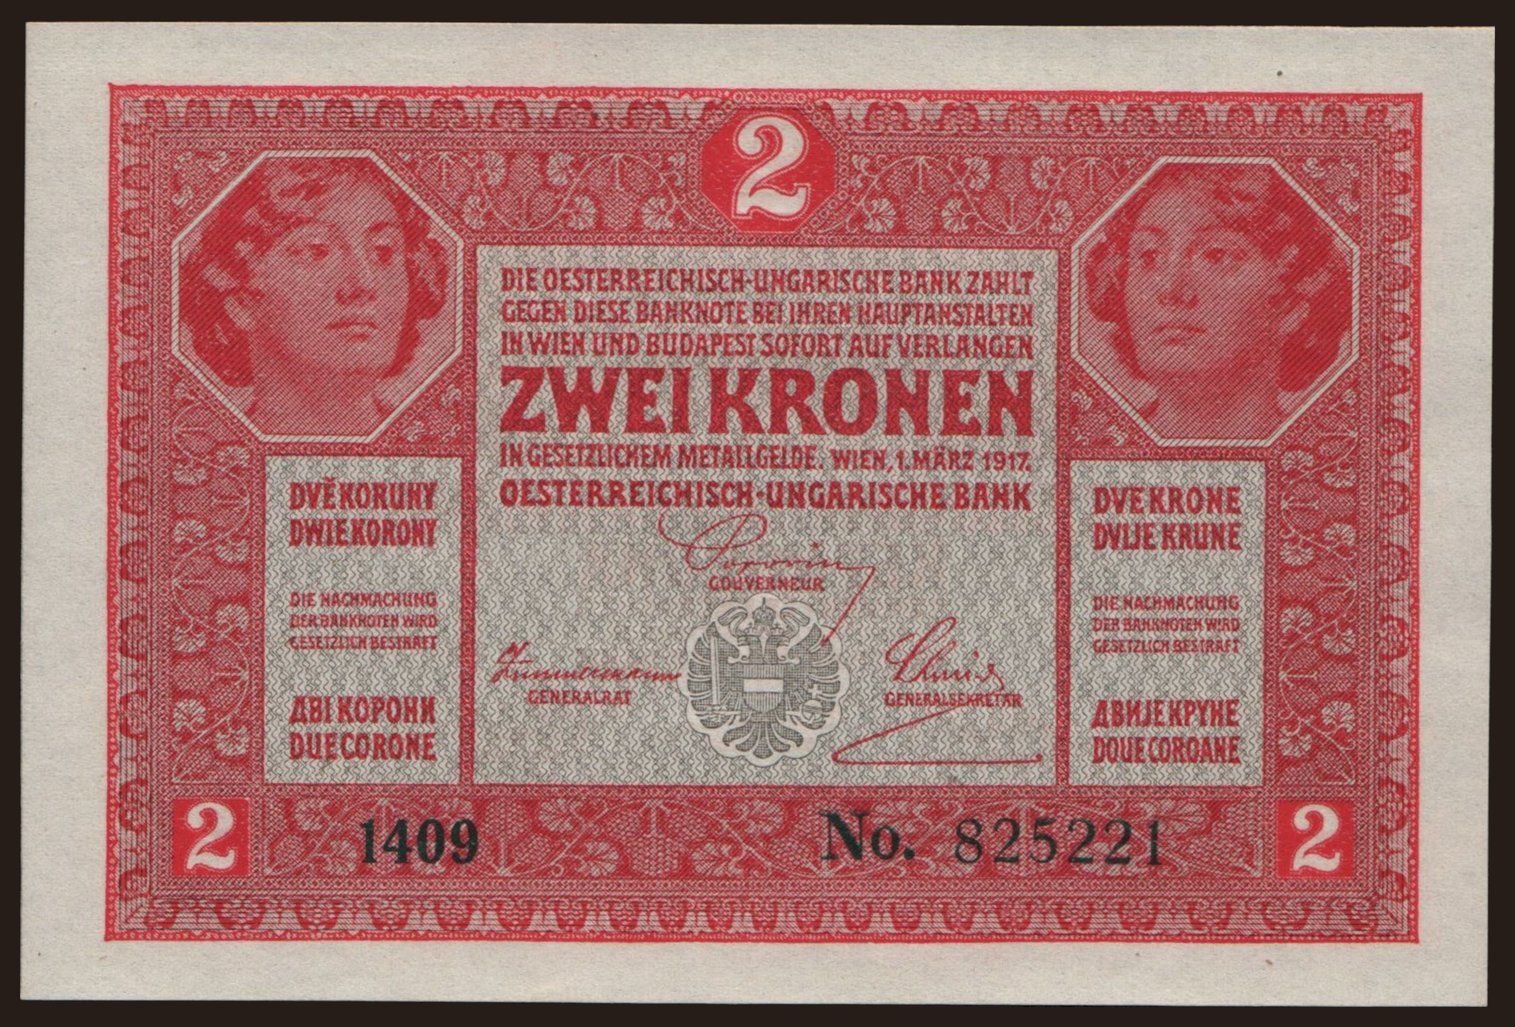 2
DIE OESTERREICHISCH-UNGARISCHE BANK ZAHLT
GEGEN DIESE BANKNOTE BEI IHREN HAUPTANSTALTEN
IN WIEN UND BUDAPEST SOFORT AUF VERLANGEN
ZWEI KRONEN
IN GESETZLICHEM METALLGELDE. WIEN, 1. MÄRZ 1917.
OESTERREICHISCH-UNGARISCHE BANK
DVĚ KORUNY
DWIE KORONY
DIE NACHMACHUNG
DER BANKNOTEN WIRD
GESETZLICH BESTRAFT
ДВІ КОРОНИ
DUE CORONE
Popovics
GOUVERNEUR
GENERALRAT
GENERALSEKRETÄR
DVE KRONE
DVIJE KRUNE
DIE NACHMACHUNG
DER BANKNOTEN WIRD
GESETZLICH BESTRAFT
ДВИЈЕ КРУНЕ
DOUE COROANE
2
1409
No. 825221
2